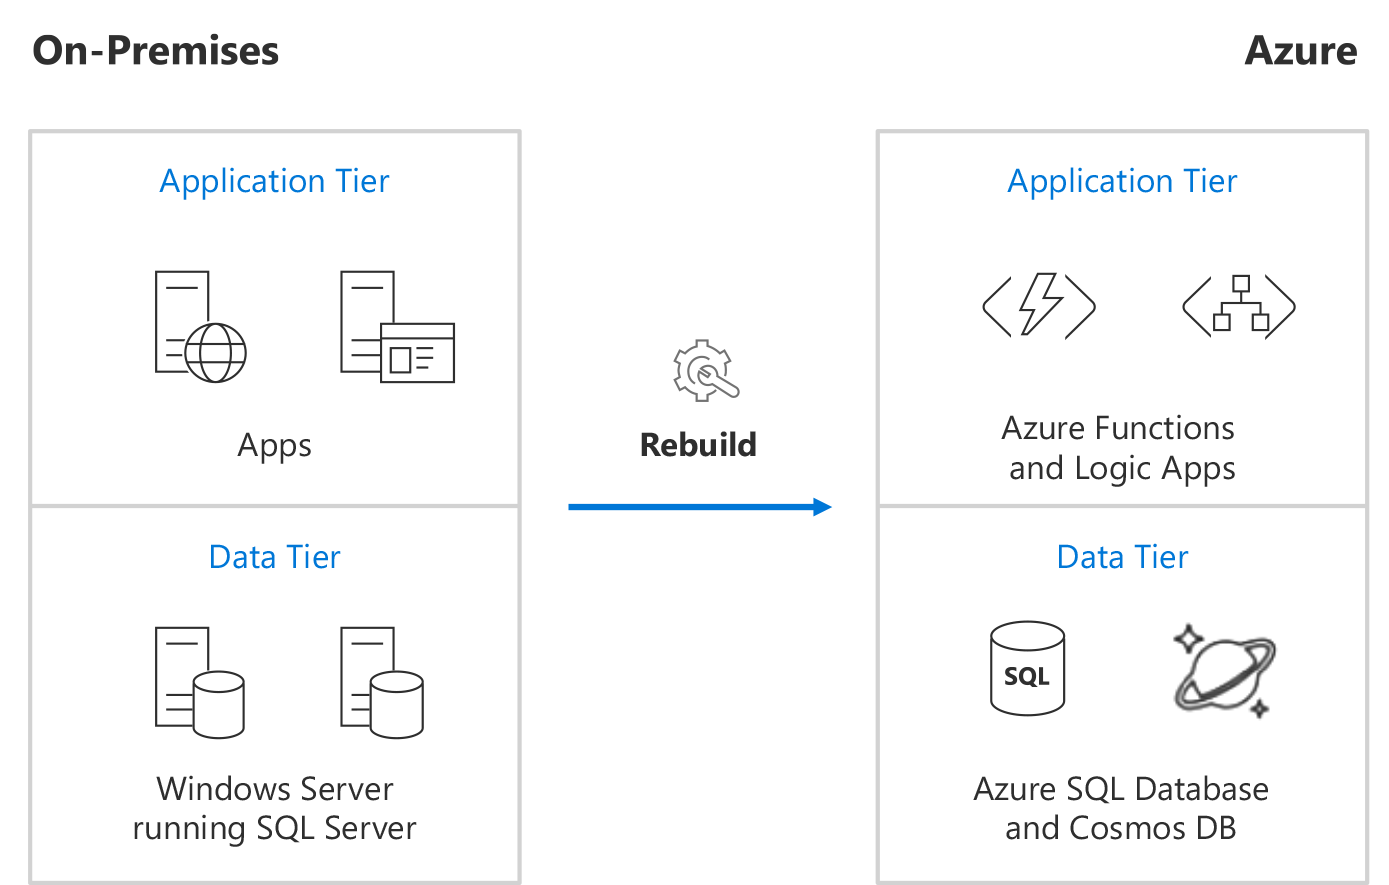 On-Premises
Azure
Application Tier
Apps
Data Tier
Windows Server
running SQL Server
Rebuild
Application Tier
Azure Functions
and Logic Apps
Data Tier
SQL
Azure SQL Database
and Cosmos DB